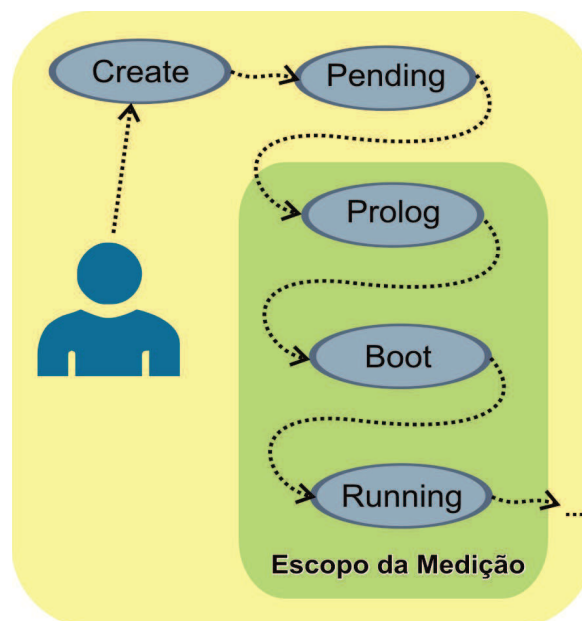 Create
Pending
Prolog
Boot
Running
...
Escopo da Medição